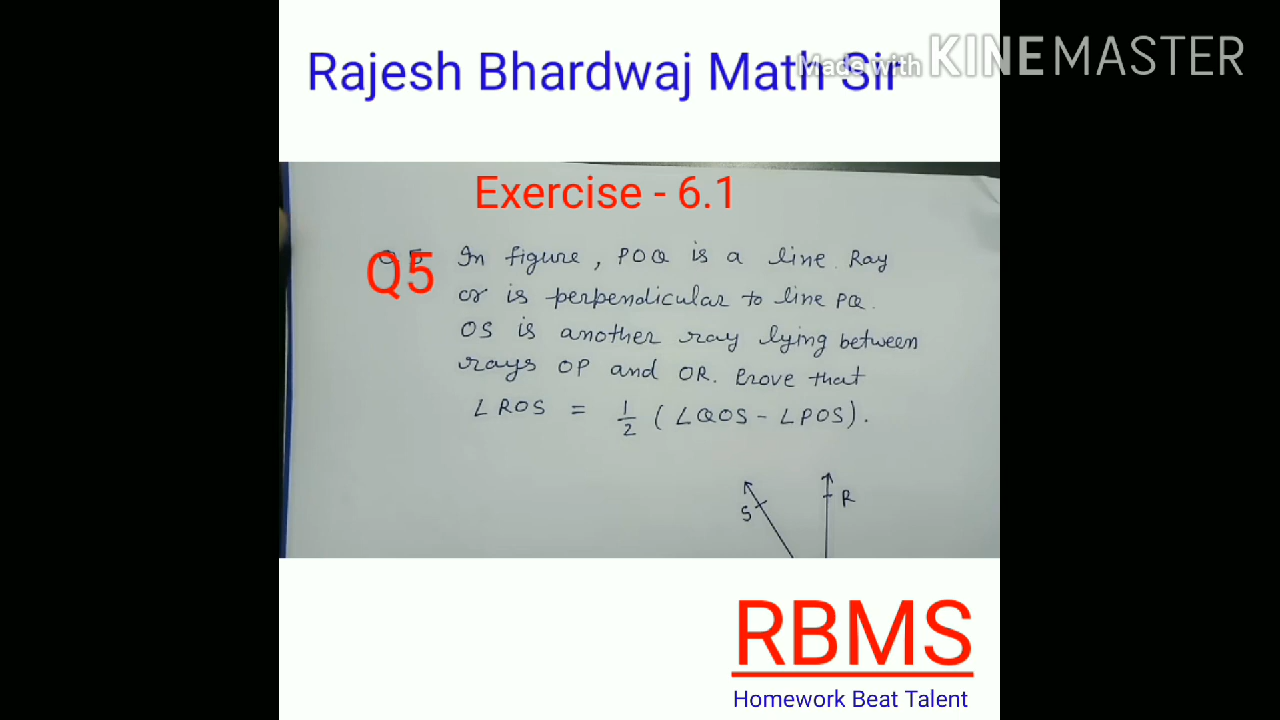 Rajesh Bhardwaj Math Sir
Made with KINEMASTER
Exercise - 6.1
Q5
Q5 In figure, POQ is a line. Ray
or is perpendicular to line PQ.
OS is another ray lying between
rays OP and OR. Prove that
∠ROS = 1/2 (∠QOS - ∠POS).
S
R
RBMS
Homework Beat Talent